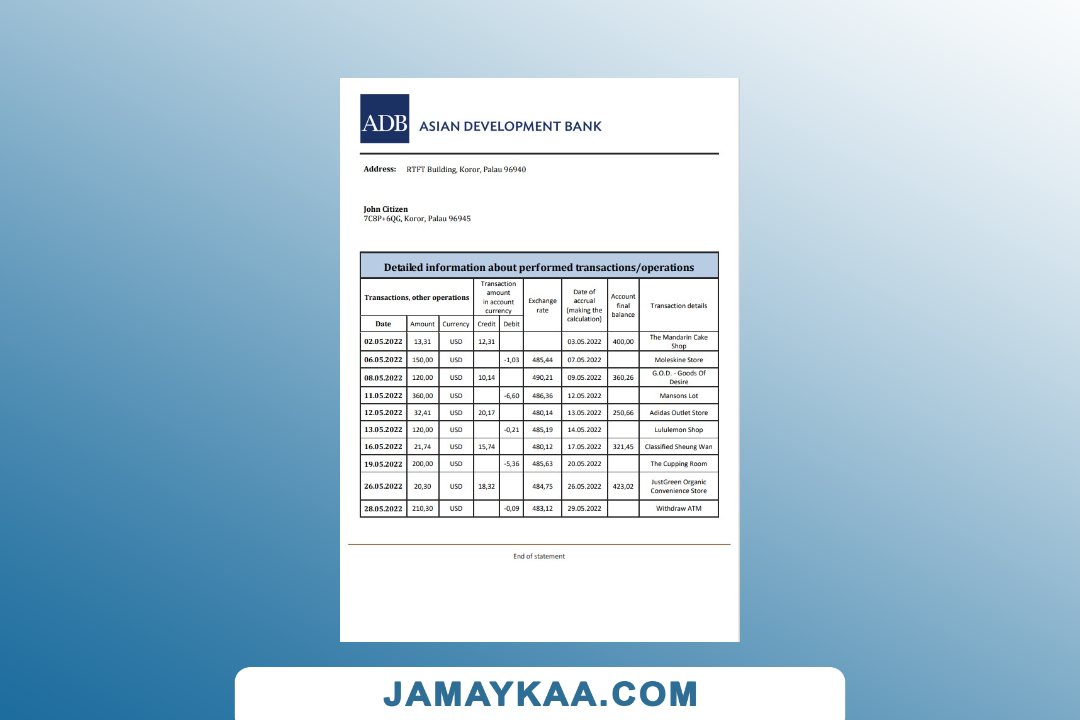 ADB ASIAN DEVELOPMENT BANK
Address: RTFT Building, Koror, Palau 96940
John Citizen
7C8P+6QG, Koror, Palau 96945
Detailed information about performed transactions/operations
Transactions, other operations
Transaction
amount
in account
currency
Exchange
rate
Date of
accrual
(making the
calculation)
Account
final
balance
Transaction details
Date Amount Currency Credit Debit
02.05.2022 13,31 USD 12,31 03.05.2022 400,00 The Mandarin Cake
Shop
06.05.2022 150,00 USD -1,03 485,44 07.05.2022 Moleskine Store
08.05.2022 120,00 USD 10,14 490,21 09.05.2022 360,26 G.O.D. - Goods Of
Desire
11.05.2022 360,00 USD -6,60 486,36 12.05.2022 Mansons Lot
12.05.2022 32,41 USD 20,17 480,14 13.05.2022 250,66 Adidas Outlet Store
13.05.2022 120,00 USD -0,21 485,19 14.05.2022 Lululemon Shop
16.05.2022 21,74 USD 15,74 480,12 17.05.2022 321,45 Classified Sheung Wan
19.05.2022 200,00 USD -5,36 485,63 20.05.2022 The Cupping Room
26.05.2022 20,30 USD 18,32 484,75 26.05.2022 423,02 JustGreen Organic
Convenience Store
28.05.2022 210,30 USD -0,09 483,12 29.05.2022 Withdraw ATM
End of statement
JAMAYKAA.COM